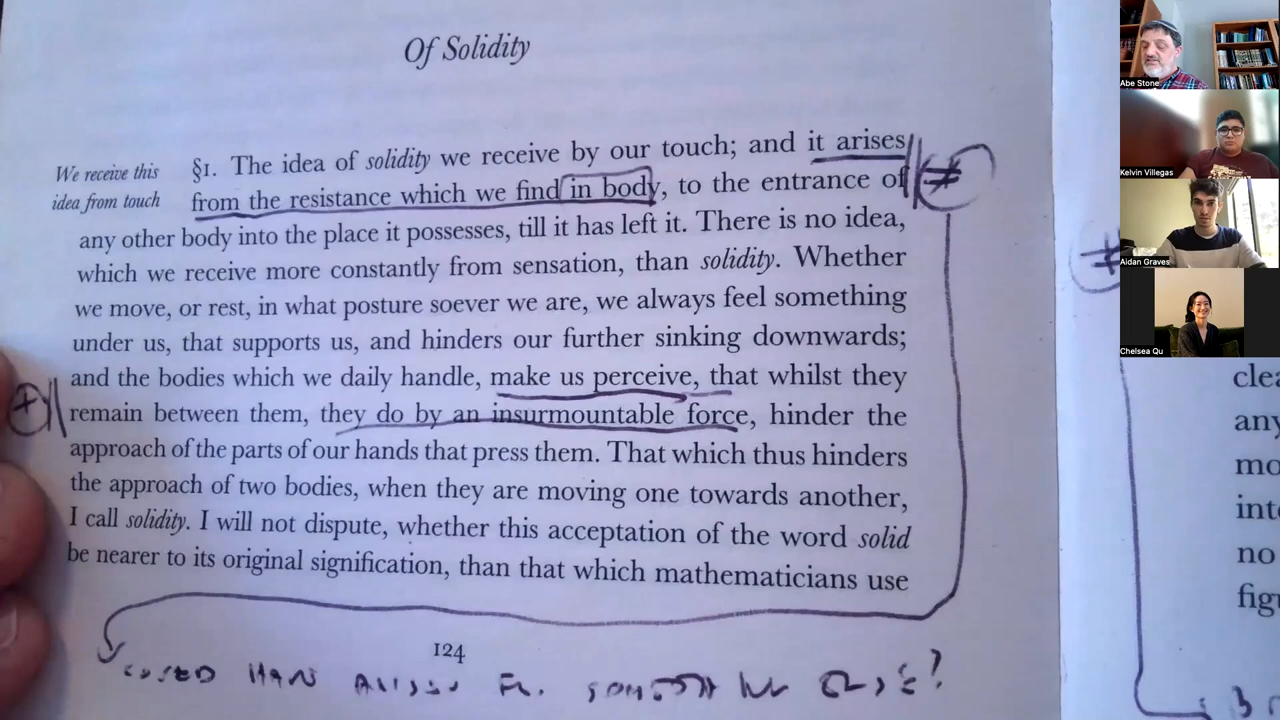 Of Solidity
We receive this
idea from touch
§1. The idea of solidity we receive by our touch; and it arises
from the resistance which we find in body, to the entrance of
any other body into the place it possesses, till it has left it. There is no idea,
which we receive more constantly from sensation, than solidity. Whether
we move, or rest, in what posture soever we are, we always feel something
under us, that supports us, and hinders our further sinking downwards;
and the bodies which we daily handle, make us perceive, that whilst they
remain between them, they do by an insurmountable force, hinder the
approach of the parts of our hands that press them. That which thus hinders
the approach of two bodies, when they are moving one towards another,
I call solidity. I will not dispute, whether this acceptation of the word solid
be nearer to its original signification, than that which mathematicians use
124
any
no
Abe Stone
Kelvin Villegas
Aidan Graves
Chelsea Qu